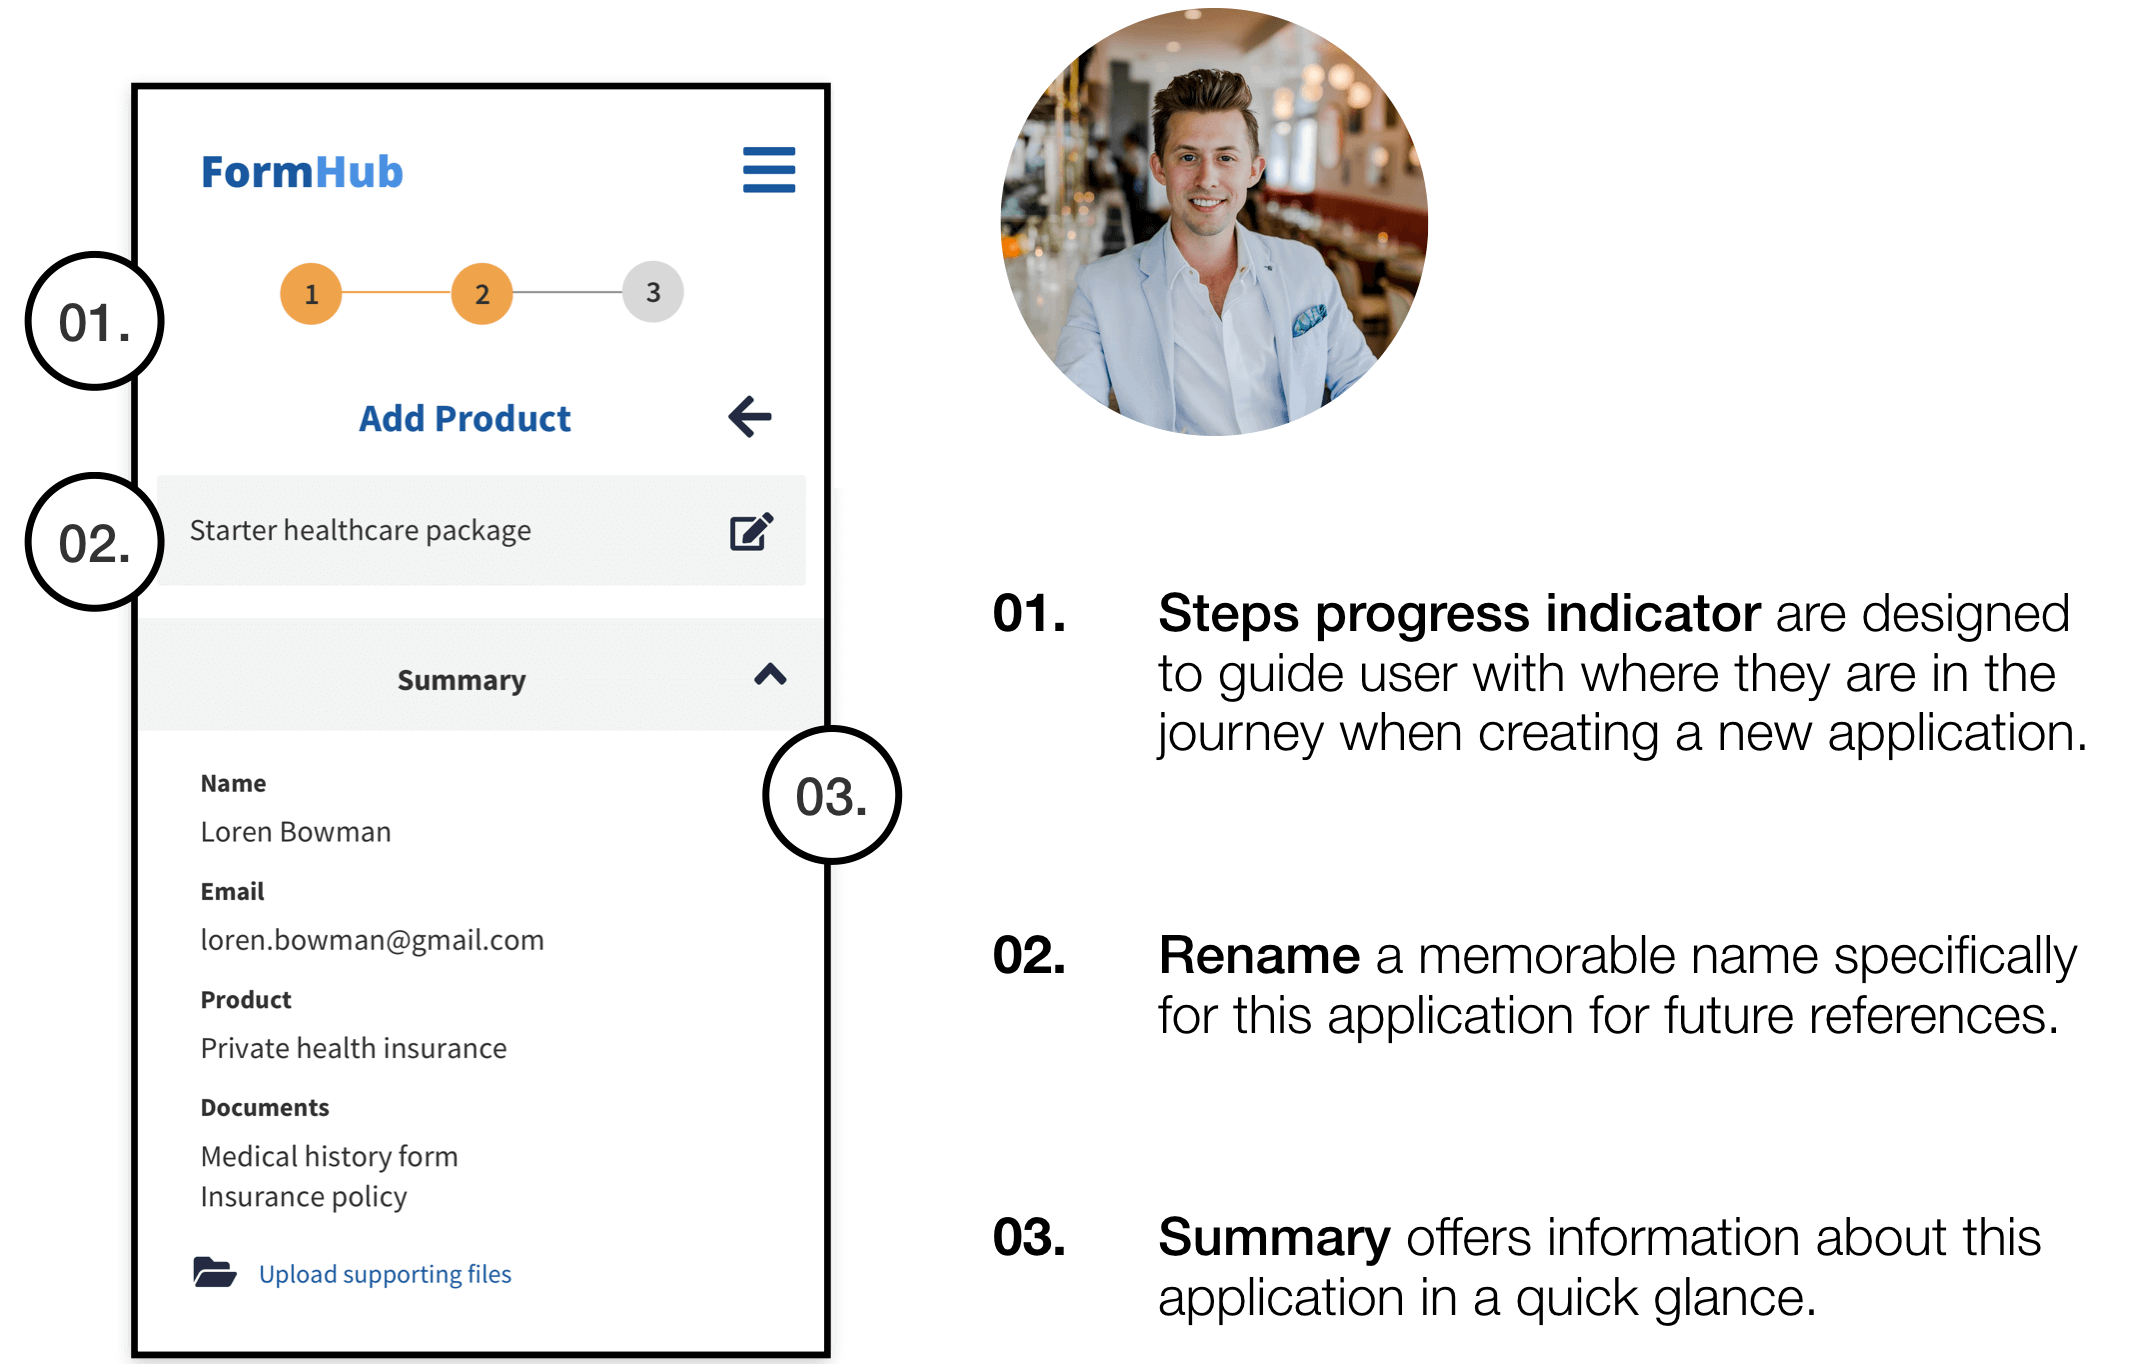 FormHub
1
2
3
01.
Add Product
02.
Starter healthcare package
Summary
03.
Name
Loren Bowman
Email
loren.bowman@gmail.com
Product
Private health insurance
Documents
Medical history form
Insurance policy
Upload supporting files
01. Steps progress indicator are designed
to guide user with where they are in the
journey when creating a new application.
02. Rename a memorable name specifically
for this application for future references.
03. Summary offers information about this
application in a quick glance.